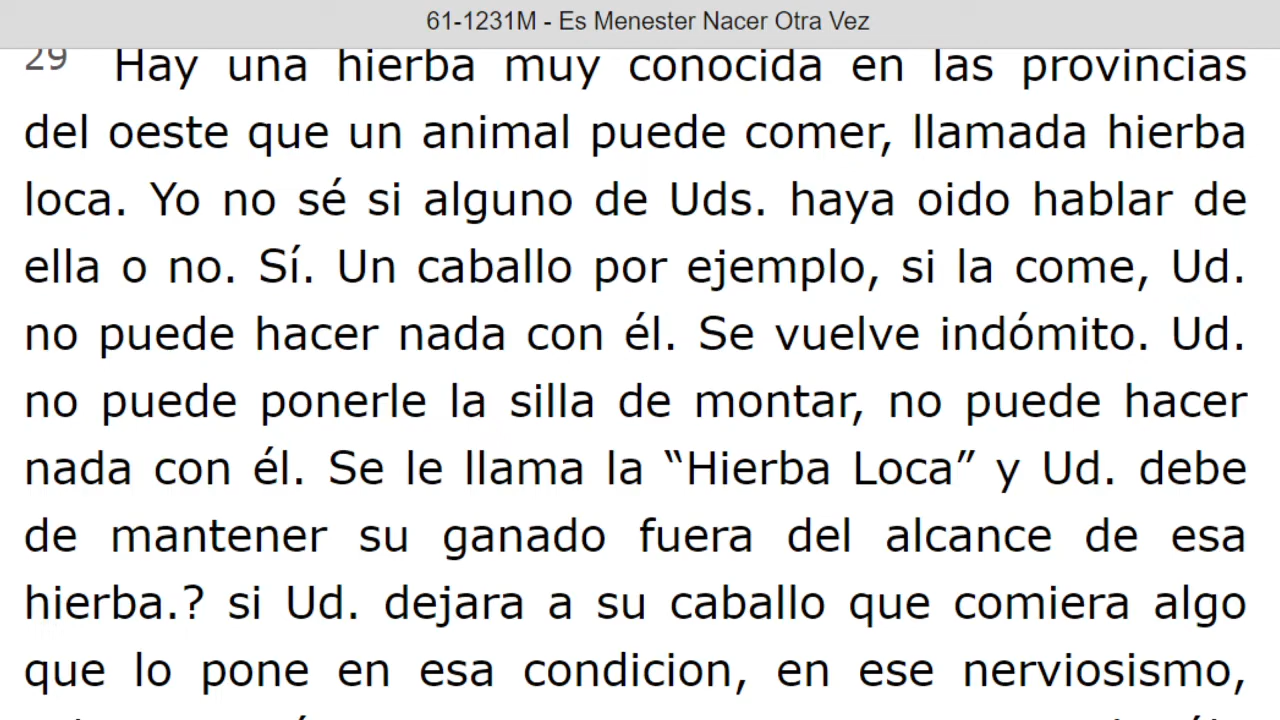 61-1231M - Es Menester Nacer Otra Vez
29 Hay una hierba muy conocida en las provincias
del oeste que un animal puede comer, llamada hierba
loca. Yo no sé si alguno de Uds. haya oido hablar de
ella o no. Sí. Un caballo por ejemplo, si la come, Ud.
no puede hacer nada con él. Se vuelve indómito. Ud.
no puede ponerle la silla de montar, no puede hacer
nada con él. Se le llama la “Hierba Loca” y Ud. debe
de mantener su ganado fuera del alcance de esa
hierba.? si Ud. dejara a su caballo que comiera algo
que lo pone en esa condicion, en ese nerviosismo,